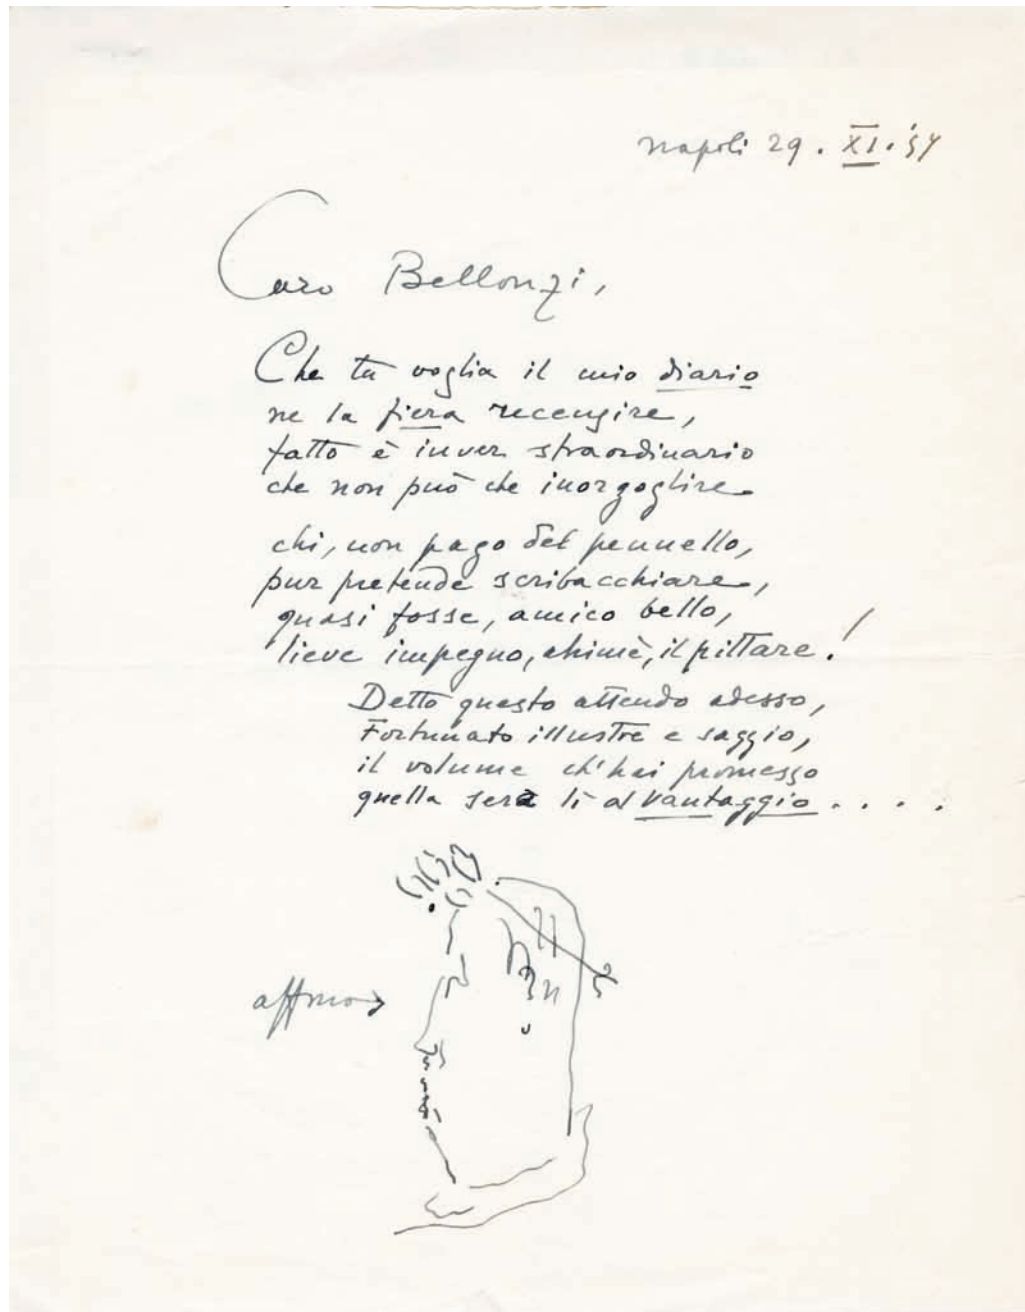 Napoli 29. XI. '54
Caro Bellonzi,
Che tu voglia il mio diario
ne la fiera recensire,
fatto è inver straordinario
che non può che inorgoglire
chi, non pago del pennello,
pur pretende scribacchiare,
quasi fosse, amico bello,
lieve impegno, ahimè, il pittare!
Detto questo attendo adesso,
Fortunato illustre e saggio,
il volume ch'hai promesso
quella sera lì al Vantaggio . . . .
affmo